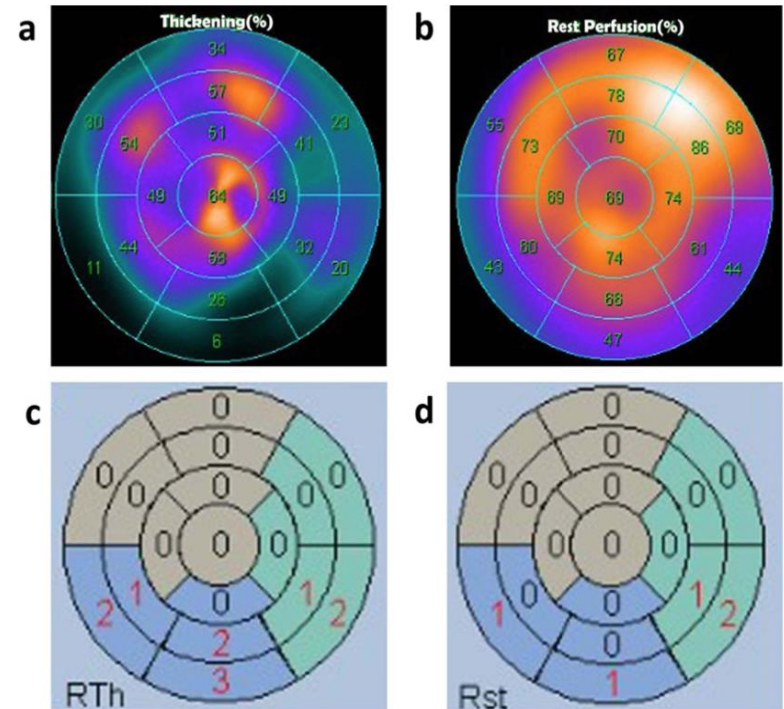 a
Thickening(%)
34
57
30 54 51 41 23
49 64 49
44 32
11 58 20
26
6
b
Rest Perfusion(%)
67
78
55 73 70 86 68
69 69 74
60 61
43 74 44
66
47
c
0
0
0 0 0 0 0
0 0 0
2 1 0 1 2
2
3
RTh
d
0
0
0 0 0 0 0
0 0 0
1 0 0 1 2
0
1
Rst